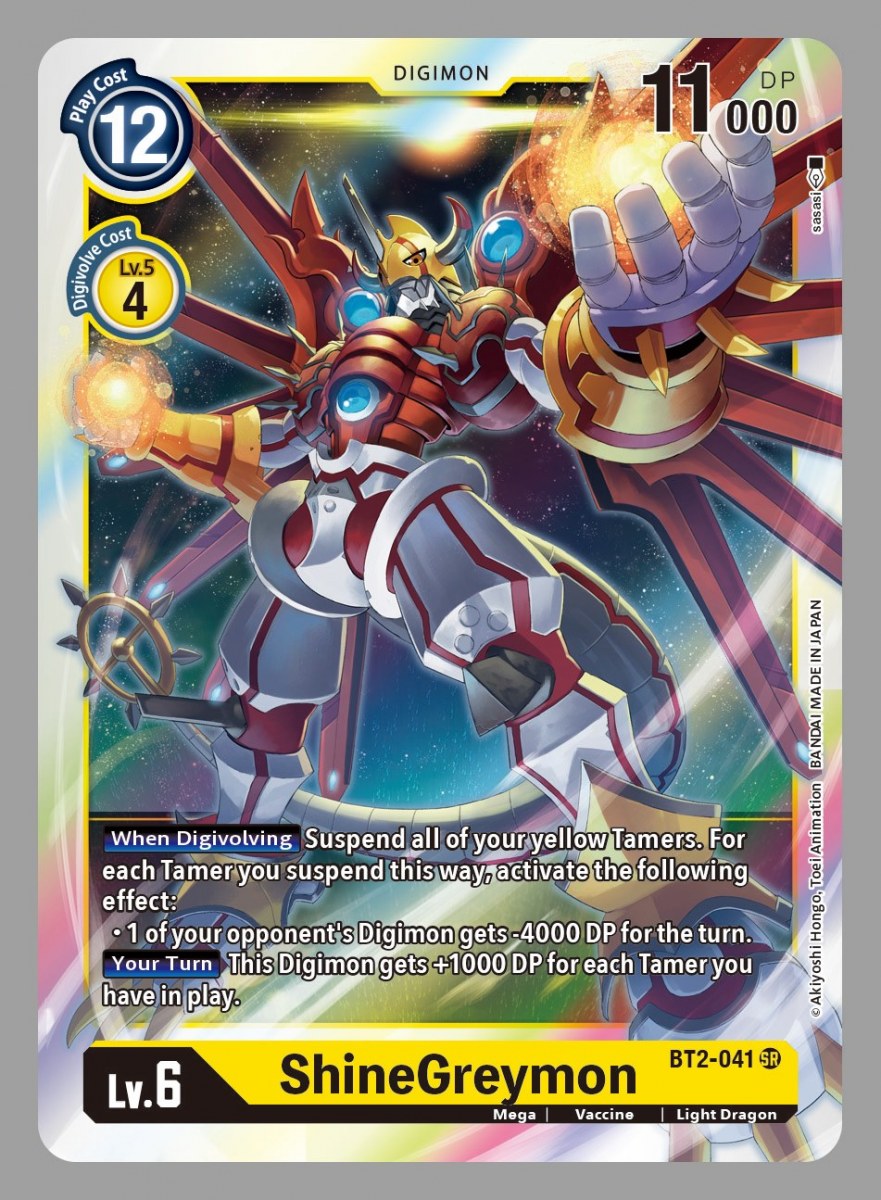 DIGIMON
Play Cost
12
11000
DP
Digivolve Cost
Lv.5
4
sasasi
When Digivolving Suspend all of your yellow Tamers. For
each Tamer you suspend this way, activate the following
effect:
・1 of your opponent's Digimon gets -4000 DP for the turn.
Your Turn This Digimon gets +1000 DP for each Tamer you
have in play.
© Akiyoshi Hongo, Toei Animation BANDAI MADE IN JAPAN
Lv.6
ShineGreymon
BT2-041 SR
Mega | Vaccine | Light Dragon